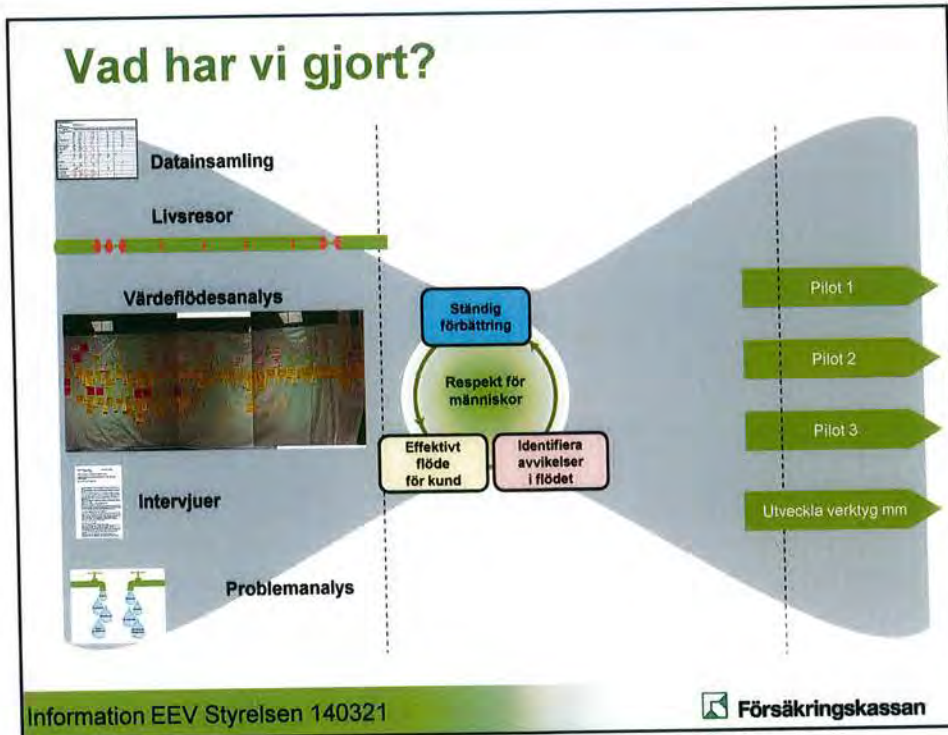 Vad har vi gjort?
Datainsamling
Livsresor
Värdeflödesanalys
Intervjuer
Problemanalys
Ständig
förbättring
Respekt för
människor
Effektivt
flöde
för kund
Identifiera
avvikelser
i flödet
Pilot 1
Pilot 2
Pilot 3
Utveckla verktyg mm
Information EEV Styrelsen 140321
Försäkringskassan